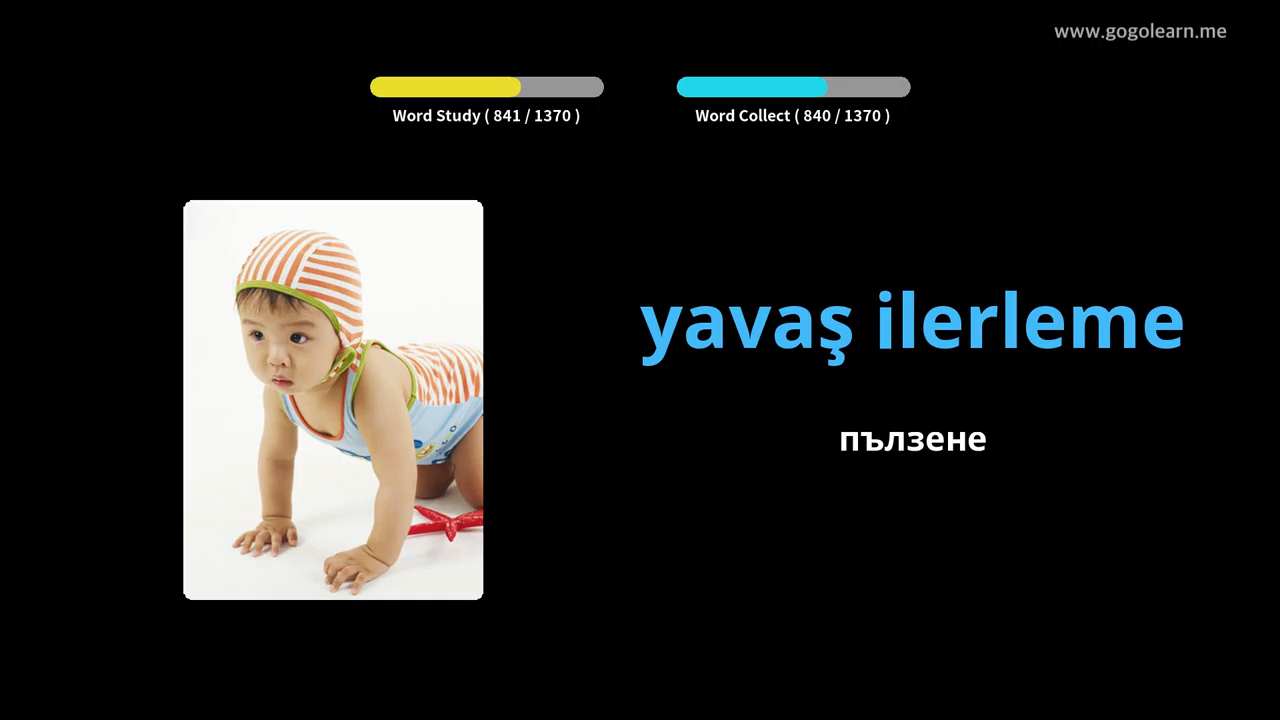 www.gogolearn.me
Word Study ( 841 / 1370 )
Word Collect ( 840 / 1370 )
yavaş ilerleme
пълзене